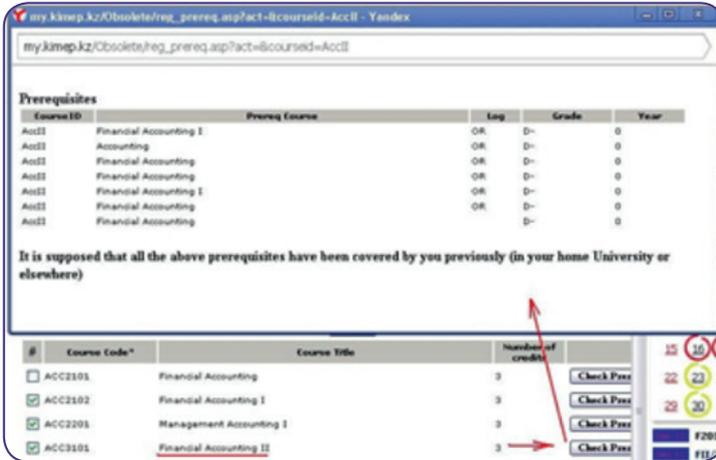 my.kimep.kz/Obsolete/reg_prereq.asp?act=&courseid=AccII - Yandex
my.kimep.kz/Obsolete/reg_prereq.asp?act=&courseid=AccII
Prerequisites
CourseID Prereq Course Log Grade Year
AccII Financial Accounting I OR D- 0
AccII Accounting OR D- 0
AccII Financial Accounting OR D- 0
AccII Financial Accounting OR D- 0
AccII Financial Accounting I OR D- 0
AccII Financial Accounting OR D- 0
AccII Financial Accounting D- 0
It is supposed that all the above prerequisites have been covered by you previously (in your home University or
elsewhere)
# Course Code* Course Title Number of credits
ACC2101 Financial Accounting 3 Check Prer
ACC2102 Financial Accounting I 3 Check Prer
ACC2201 Management Accounting I 3 Check Prer
ACC3101 Financial Accounting II 3 Check Prer
15 16
22 23
29 30
F201
FII/